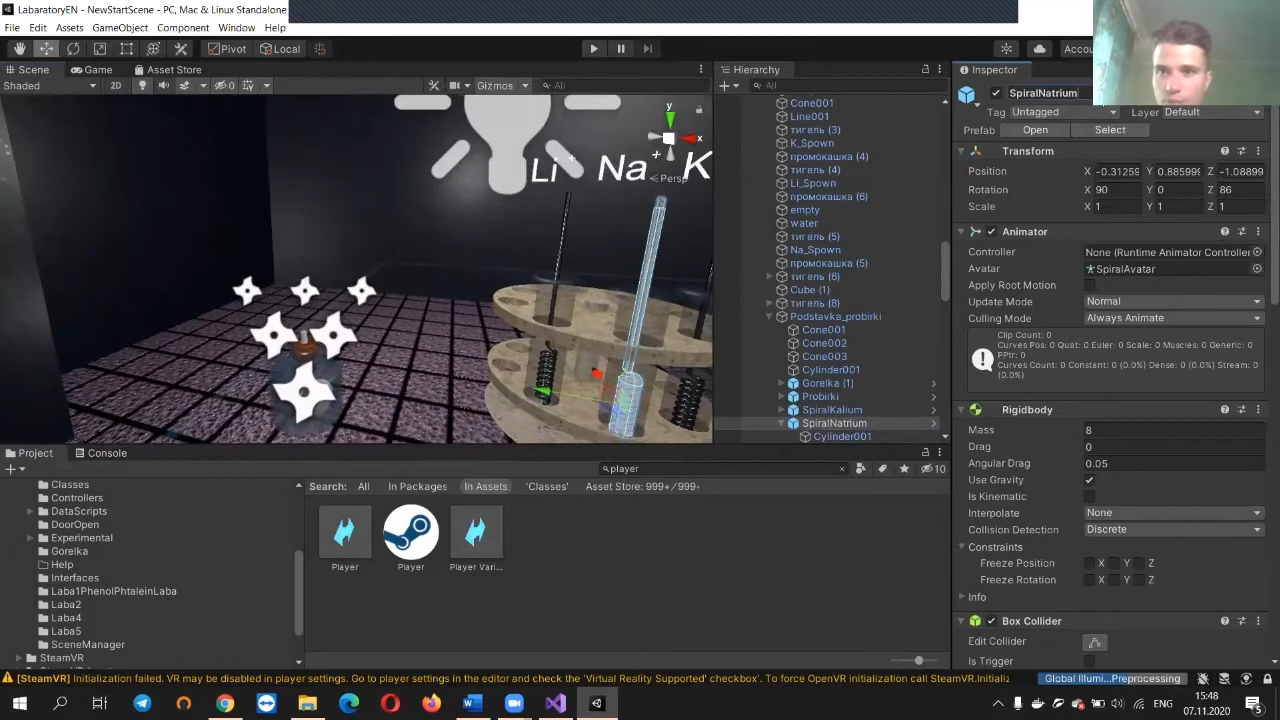 LabaratoryEN - NewStartScene - PC, Mac & Linux Standalone
File Edit Assets GameObject Component Window Help
Pivot Local
Accou
Scene Game Asset Store
Shaded 2D 0 Gizmos All
y
x
Persp
Li Na K
Hierarchy
All
Cone001
Line001
тигель (3)
K_Spown
промокашка (4)
тигель (4)
Li_Spown
промокашка (6)
empty
water
тигель (5)
Na_Spown
промокашка (5)
тигель (6)
Cube (1)
тигель (8)
Podstavka_probirki
Cone001
Cone002
Cone003
Cylinder001
Gorelka (1)
Probirki
SpiralKalium
SpiralNatrium
Cylinder001
Inspector
SpiralNatrium
Tag Untagged Layer Default
Prefab Open Select
Transform
Position X -0.31259 Y 0.885999 Z -1.08899
Rotation X 90 Y 0 Z 86
Scale X 1 Y 1 Z 1
Animator
Controller None (Runtime Animator Controller
Avatar SpiralAvatar
Apply Root Motion
Update Mode Normal
Culling Mode Always Animate
Clip Count: 0
Curves Pos: 0 Quat: 0 Euler: 0 Scale: 0 Muscles: 0 Generic: 0
PPtr: 0
Curves Count: 0 Constant: 0 (0.0%) Dense: 0 (0.0%) Stream: 0
(0.0%)
Rigidbody
Mass 8
Drag 0
Angular Drag 0.05
Use Gravity
Is Kinematic
Interpolate None
Collision Detection Discrete
Constraints
Freeze Position X Y Z
Freeze Rotation X Y Z
Info
Box Collider
Edit Collider
Is Trigger
Project Console
player
10
Classes
Controllers
DataScripts
DoorOpen
Experimental
Gorelka
Help
Interfaces
Laba1PhenolPhtaleinLaba
Laba2
Laba4
Laba5
SceneManager
SteamVR
Search: All In Packages In Assets 'Classes' Asset Store: 999+/999+
Player Player Player Vari...
[SteamVR] Initialization failed. VR may be disabled in player settings. Go to player settings in the editor and check the 'Virtual Reality Supported' checkbox'. To force OpenVR initialization call SteamVR.Initializ
Global Illumi...Preprocessing
ENG
15:48
07.11.2020